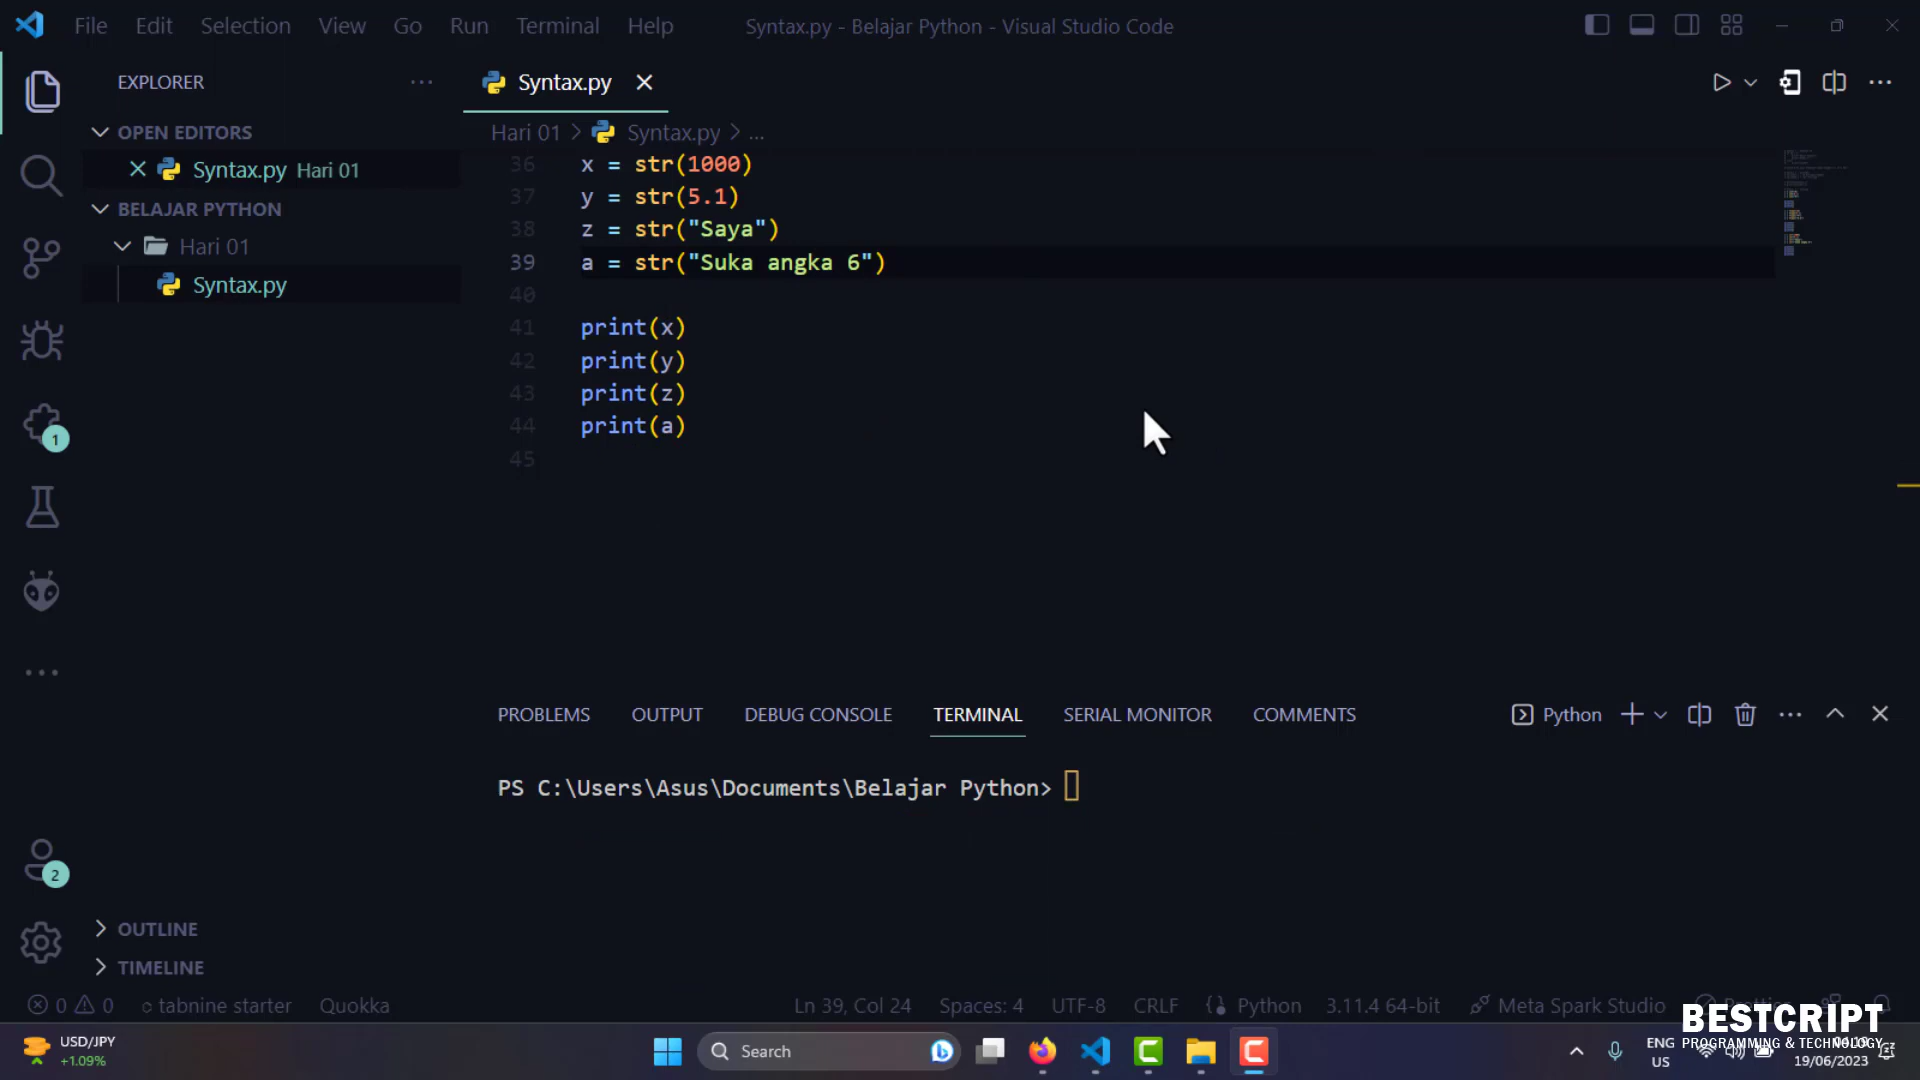 File Edit Selection View Go Run Terminal Help
Syntax.py - Belajar Python - Visual Studio Code
EXPLORER
Syntax.py
OPEN EDITORS
Syntax.py Hari 01
BELAJAR PYTHON
Hari 01
Syntax.py
Hari 01 > Syntax.py > ...
36 x = str(1000)
37 y = str(5.1)
38 z = str("Saya")
39 a = str("Suka angka 6")
40
41 print(x)
42 print(y)
43 print(z)
44 print(a)
45
1
PROBLEMS OUTPUT DEBUG CONSOLE TERMINAL SERIAL MONITOR COMMENTS
Python
PS C:\Users\Asus\Documents\Belajar Python>
2
OUTLINE
TIMELINE
0 0 tabnine starter Quokka
Ln 39, Col 24 Spaces: 4 UTF-8 CRLF Python 3.11.4 64-bit Meta Spark Studio
BESTCRIPT
PROGRAMMING & TECHNOLOGY
USD/JPY
+1.09%
Search
ENG
US
19/06/2023